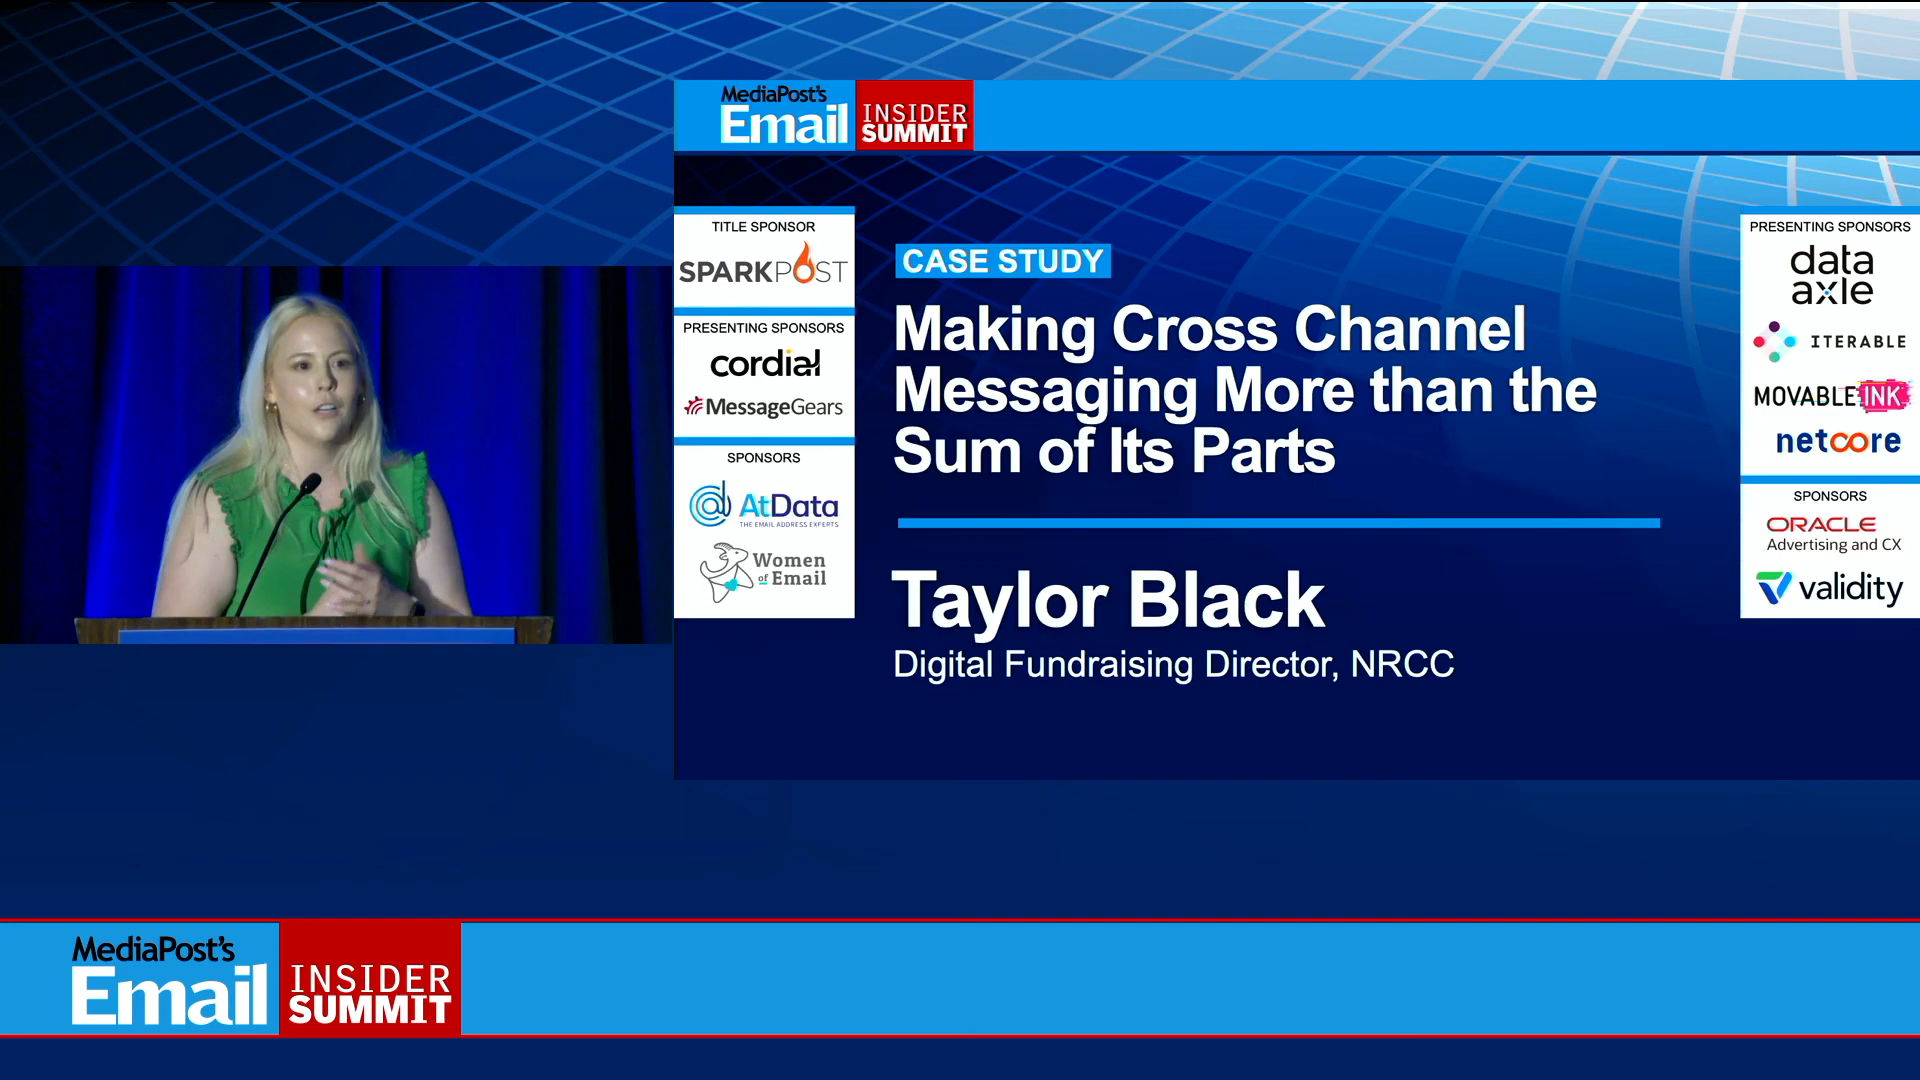 MediaPost's
Email INSIDER
SUMMIT
TITLE SPONSOR
SPARKPOST
PRESENTING SPONSORS
cordial
MessageGears
SPONSORS
AtData
THE EMAIL ADDRESS EXPERTS
Women
of Email
CASE STUDY
Making Cross Channel
Messaging More than the
Sum of Its Parts
Taylor Black
Digital Fundraising Director, NRCC
PRESENTING SPONSORS
data
axle
ITERABLE
MOVABLE INK
netcore
SPONSORS
ORACLE
Advertising and CX
validity
MediaPost's
Email INSIDER
SUMMIT